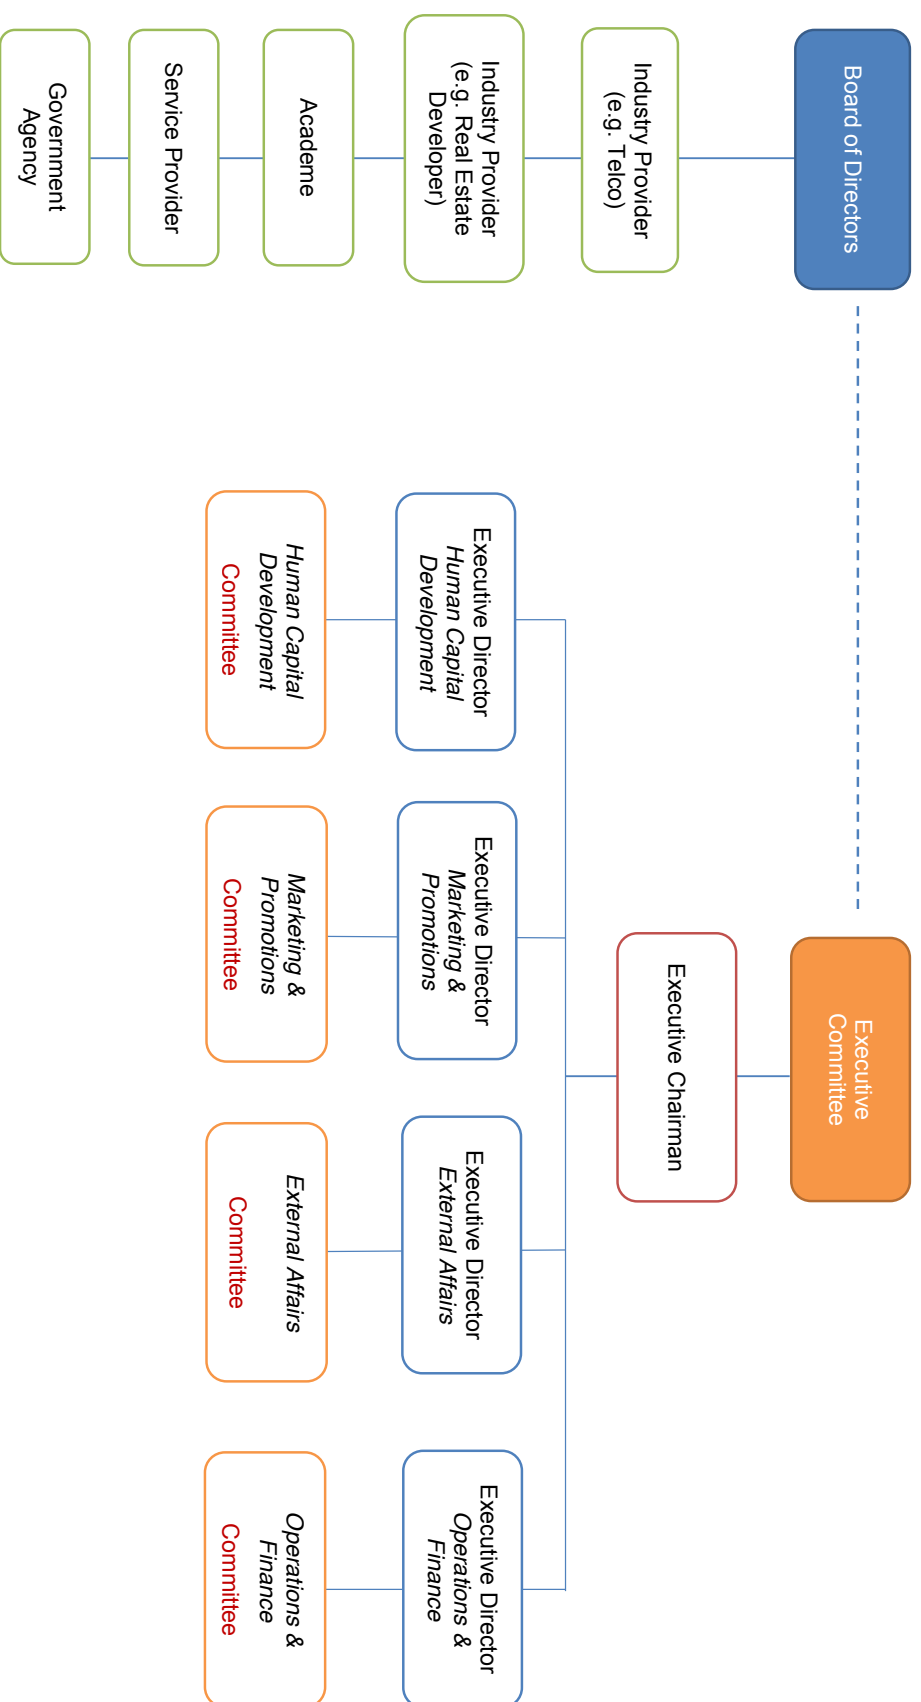 Board of Directors
Industry Provider
(e.g. Telco)
Industry Provider
(e.g. Real Estate
Developer)
Academe
Service Provider
Government
Agency
Executive
Committee
Executive Chairman
Executive Director
Human Capital
Development
Executive Director
Marketing &
Promotions
Executive Director
External Affairs
Executive Director
Operations &
Finance
Human Capital
Development
Committee
Marketing &
Promotions
Committee
External Affairs
Committee
Operations &
Finance
Committee